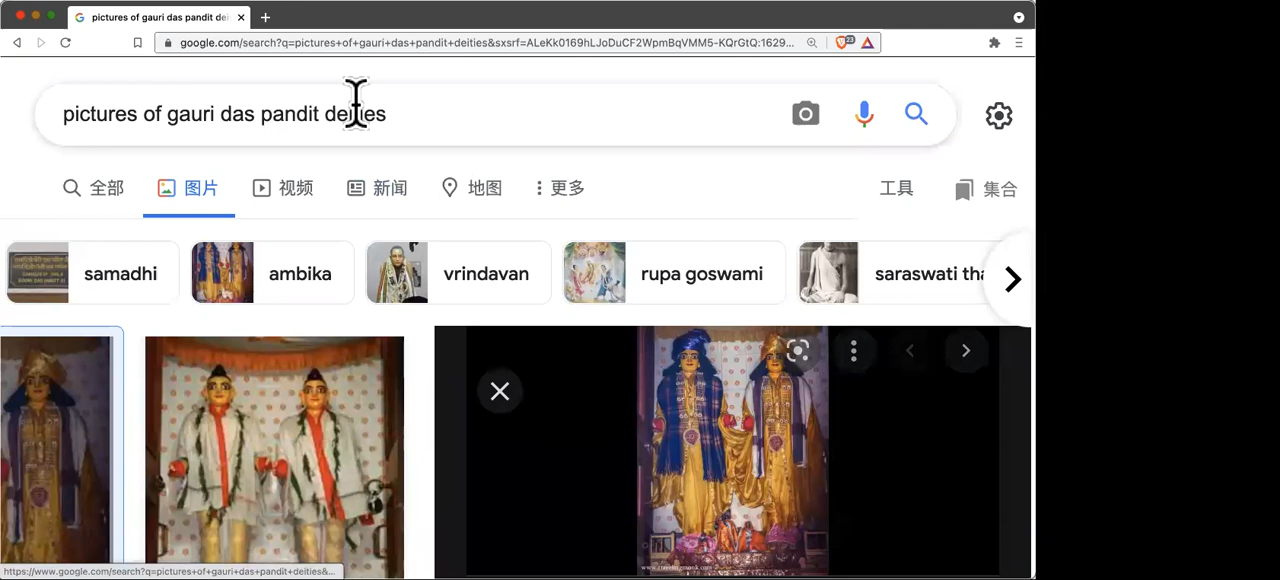 pictures of gauri das pandit dei
google.com/search?q=pictures+of+gauri+das+pandit+deities&sxsrf=ALeKk0169hLJoDuCF2WpmBqVMM5-KQrGtQ:1629...
23
pictures of gauri das pandit deities
全部
图片
视频
新闻
地图
更多
工具
集合
samadhi
ambika
vrindavan
rupa goswami
saraswati tha
https://www.google.com/search?q=pictures+of+gauri+das+pandit+deities&...